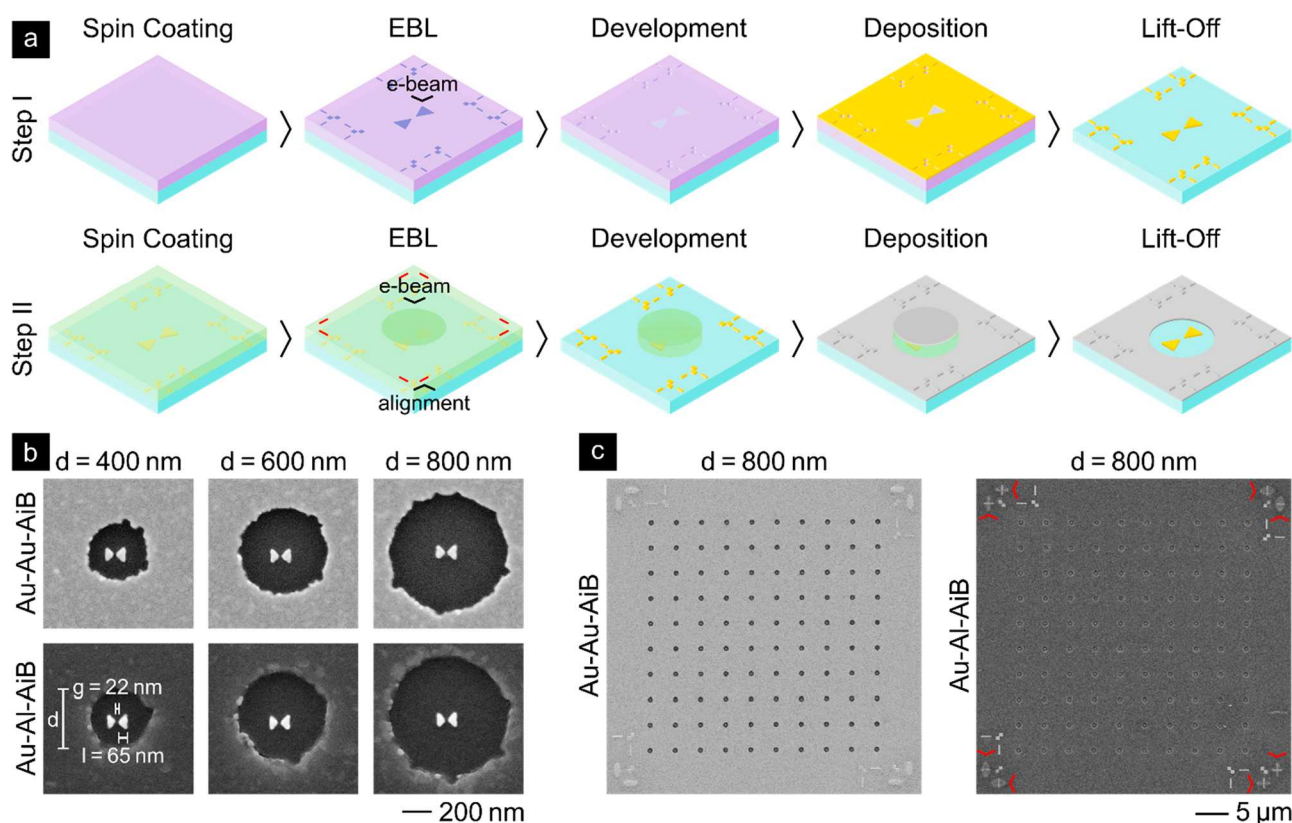 a
Spin Coating
EBL
Development
Deposition
Lift-Off
Step I
e-beam
Spin Coating
EBL
Development
Deposition
Lift-Off
Step II
e-beam
alignment
b
d = 400 nm
d = 600 nm
d = 800 nm
Au-Au-AiB
Au-Al-AiB
g = 22 nm
d
l = 65 nm
200 nm
c
d = 800 nm
d = 800 nm
Au-Au-AiB
Au-Al-AiB
5 µm